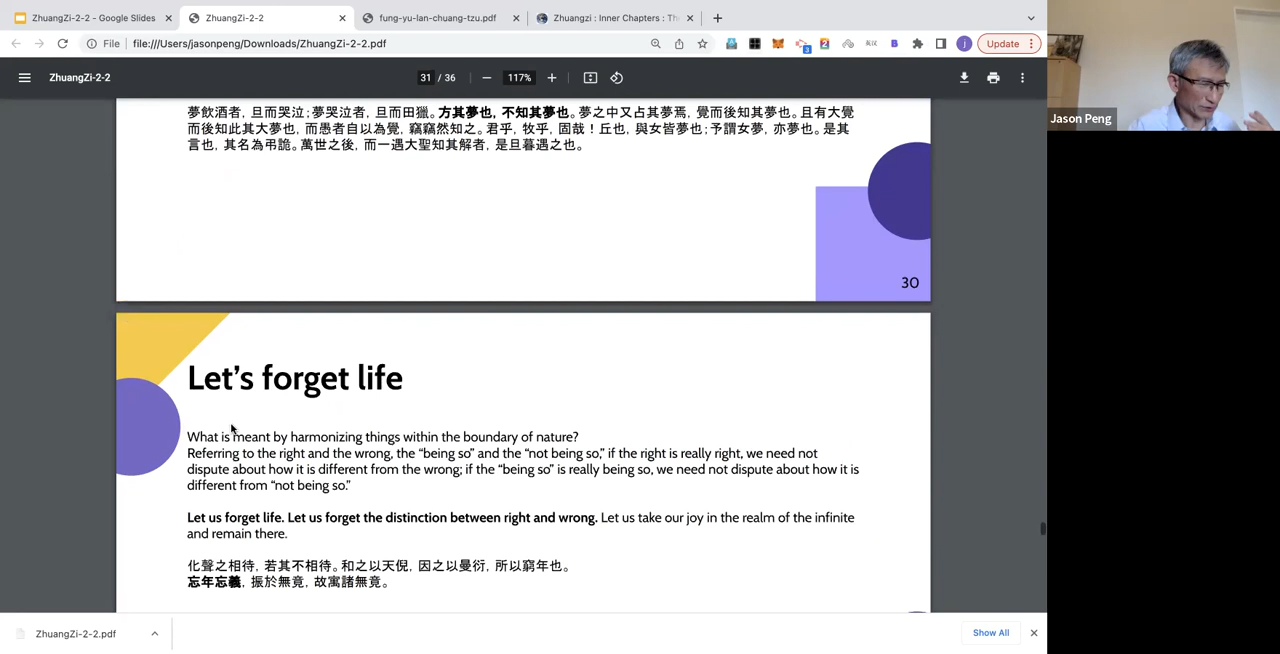 ZhuangZi-2-2 - Google Slides
ZhuangZi-2-2
fung-yu-lan-chuang-tzu.pdf
Zhuangzi : Inner Chapters : Th
File
file:///Users/jasonpeng/Downloads/ZhuangZi-2-2.pdf
Update
ZhuangZi-2-2
31 / 36
117%
夢飲酒者，旦而哭泣；夢哭泣者，旦而田獵。方其夢也，不知其夢也。夢之中又占其夢焉，覺而後知其夢也。且有大覺
而後知此其大夢也，而愚者自以為覺，竊竊然知之。君乎，牧乎，固哉！丘也，與女皆夢也；予謂女夢，亦夢也。是其
言也，其名為弔詭。萬世之後，而一遇大聖知其解者，是旦暮遇之也。
30
Let’s forget life
What is meant by harmonizing things within the boundary of nature?
Referring to the right and the wrong, the “being so” and the “not being so,” if the right is really right, we need not
dispute about how it is different from the wrong; if the “being so” is really being so, we need not dispute about how it is
different from “not being so.”
Let us forget life. Let us forget the distinction between right and wrong. Let us take our joy in the realm of the infinite
and remain there.
化聲之相待，若其不相待。和之以天倪，因之以曼衍，所以窮年也。
忘年忘義，振於無竟，故寓諸無竟。
Jason Peng
ZhuangZi-2-2.pdf
Show All